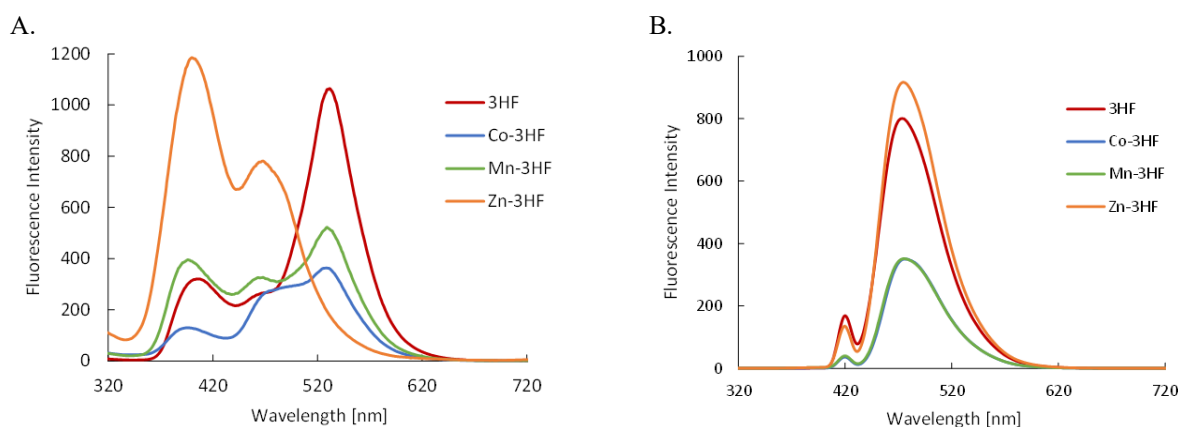 A.
1200
1000
800
600
400
200
0
320
420
520
620
720
Fluorescence Intensity
Wavelength [nm]
3HF
Co-3HF
Mn-3HF
Zn-3HF
B.
1000
800
600
400
200
0
320
420
520
620
720
Fluorescence Intensity
Wavelength [nm]
3HF
Co-3HF
Mn-3HF
Zn-3HF